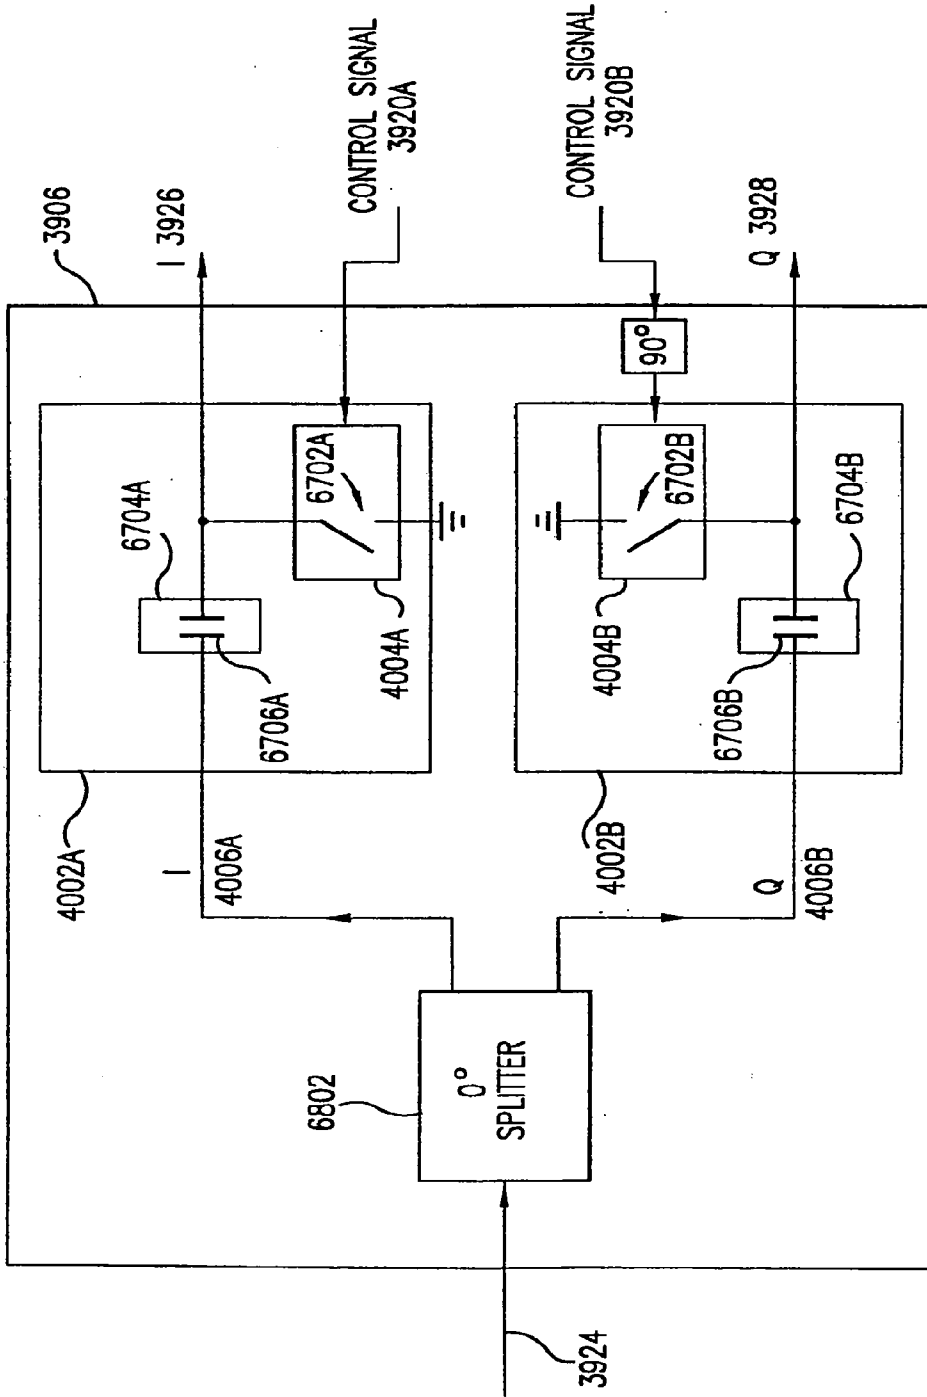 3906
I 3926
CONTROL SIGNAL
3920A
CONTROL SIGNAL
3920B
Q 3928
90°
6704A
6702A
6706A
4004A
4002A
I
4006A
6702B
6704B
4004B
6706B
4002B
Q
4006B
6802
0°
SPLITTER
3924